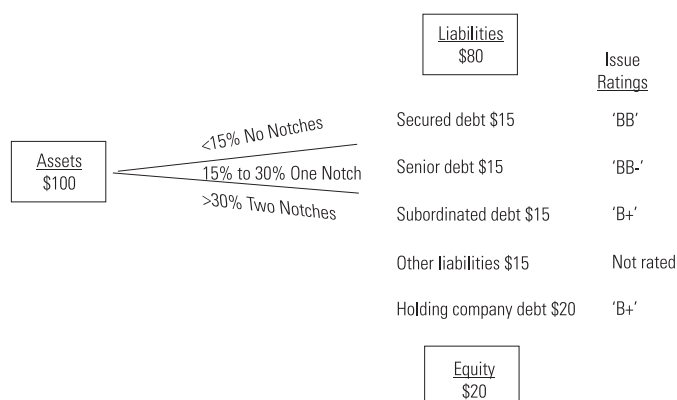 Liabilities
$80
Issue
Ratings
Secured debt $15 'BB'
<15% No Notches
Assets
$100
15% to 30% One Notch
Senior debt $15 'BB-'
>30% Two Notches
Subordinated debt $15 'B+'
Other liabilities $15 Not rated
Holding company debt $20 'B+'
Equity
$20